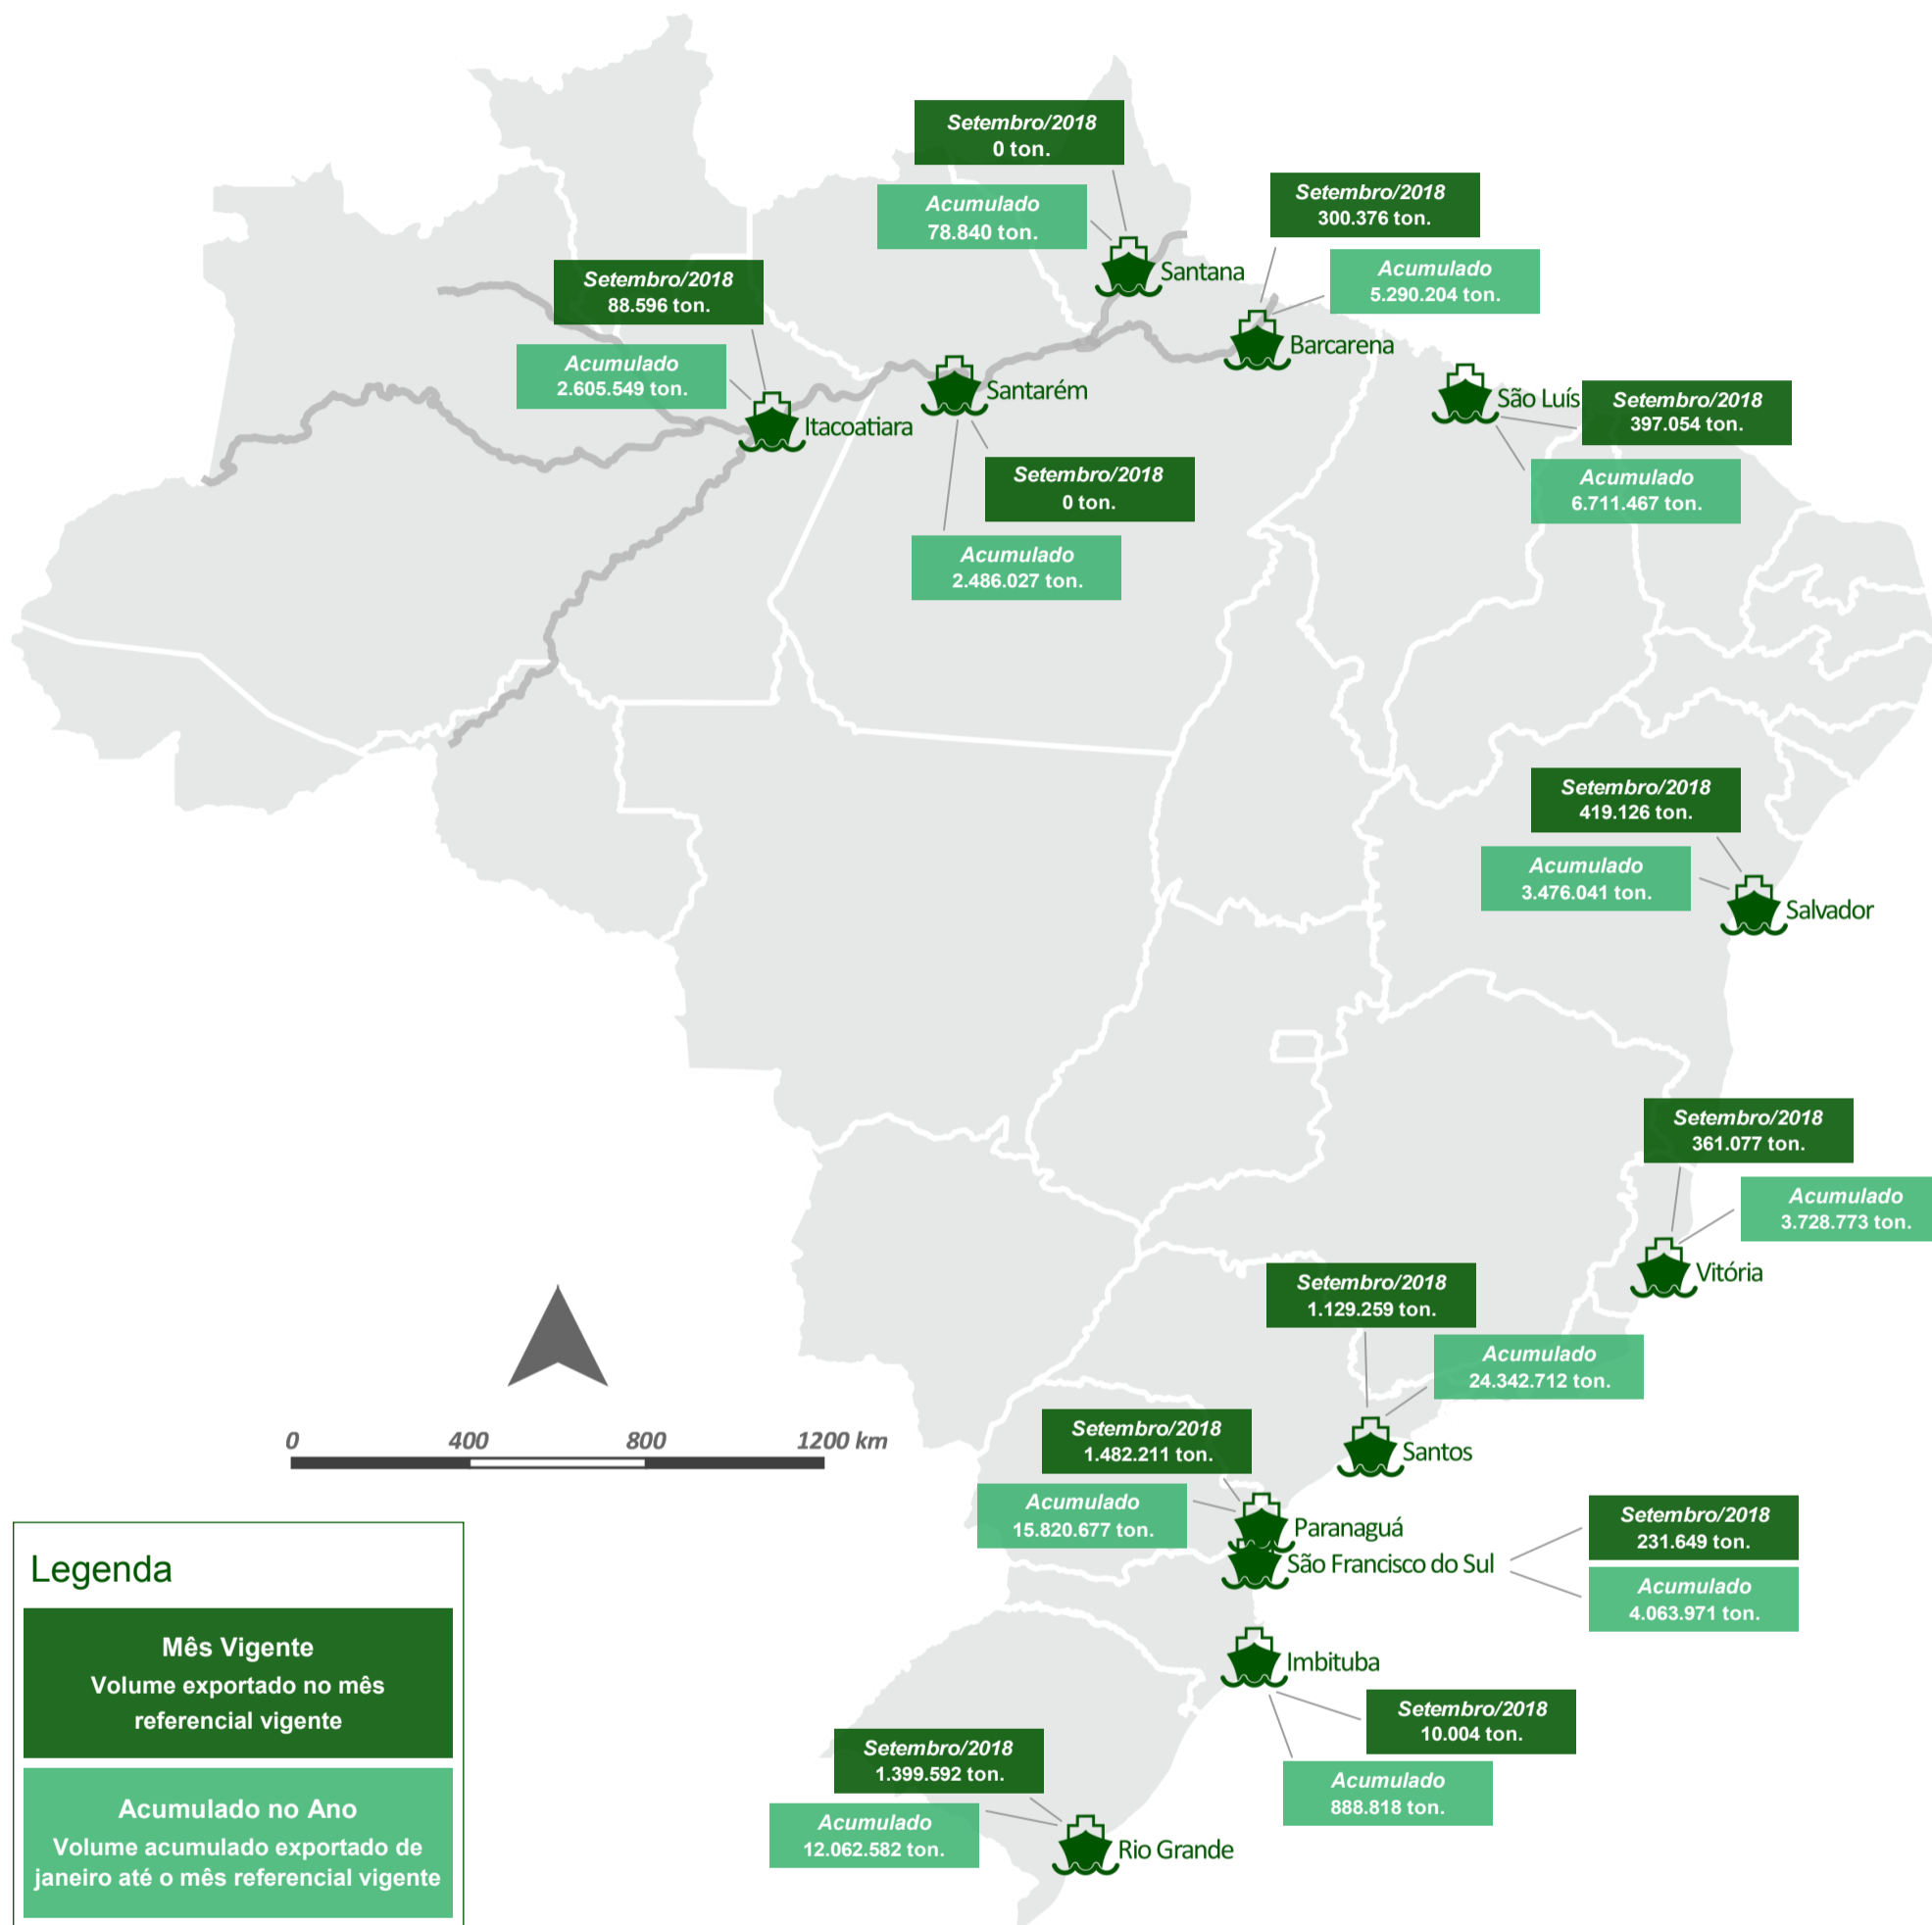 Setembro/2018
0 ton.
Acumulado
78.840 ton.
Santana
Setembro/2018
300.376 ton.
Acumulado
5.290.204 ton.
Barcarena
Setembro/2018
88.596 ton.
Acumulado
2.605.549 ton.
Itacoatiara
Santarém
Setembro/2018
0 ton.
Acumulado
2.486.027 ton.
São Luís
Setembro/2018
397.054 ton.
Acumulado
6.711.467 ton.
Setembro/2018
419.126 ton.
Acumulado
3.476.041 ton.
Salvador
Setembro/2018
361.077 ton.
Acumulado
3.728.773 ton.
Vitória
Setembro/2018
1.129.259 ton.
Acumulado
24.342.712 ton.
Santos
Setembro/2018
1.482.211 ton.
Acumulado
15.820.677 ton.
Paranaguá
São Francisco do Sul
Setembro/2018
231.649 ton.
Acumulado
4.063.971 ton.
Imbituba
Setembro/2018
10.004 ton.
Acumulado
888.818 ton.
Setembro/2018
1.399.592 ton.
Acumulado
12.062.582 ton.
Rio Grande
0 400 800 1200 km
Legenda
Mês Vigente
Volume exportado no mês
referencial vigente
Acumulado no Ano
Volume acumulado exportado de
janeiro até o mês referencial vigente